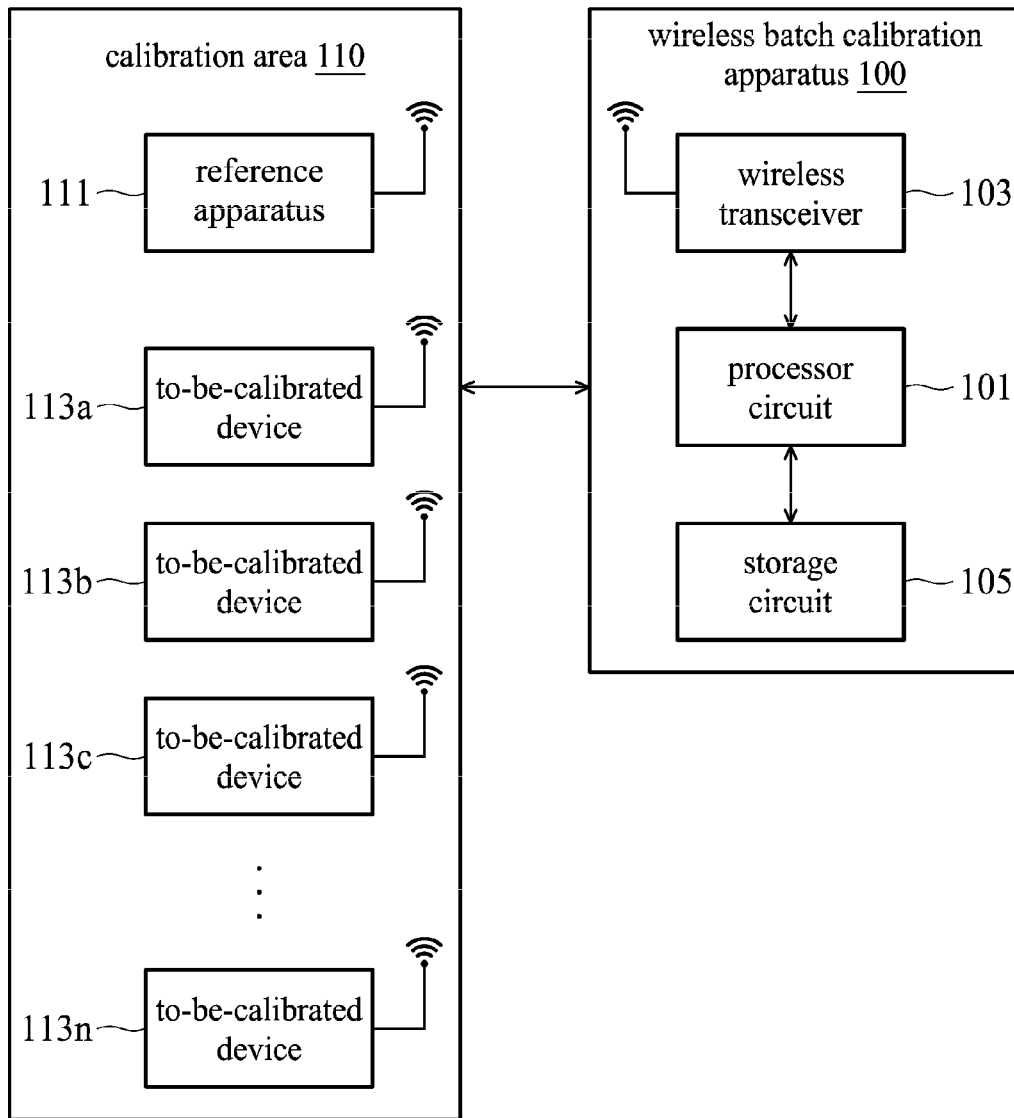 calibration area 110
111
reference
apparatus
113a
to-be-calibrated
device
113b
to-be-calibrated
device
113c
to-be-calibrated
device
113n
to-be-calibrated
device
wireless batch calibration
apparatus 100
wireless
transceiver
103
processor
circuit
101
storage
circuit
105